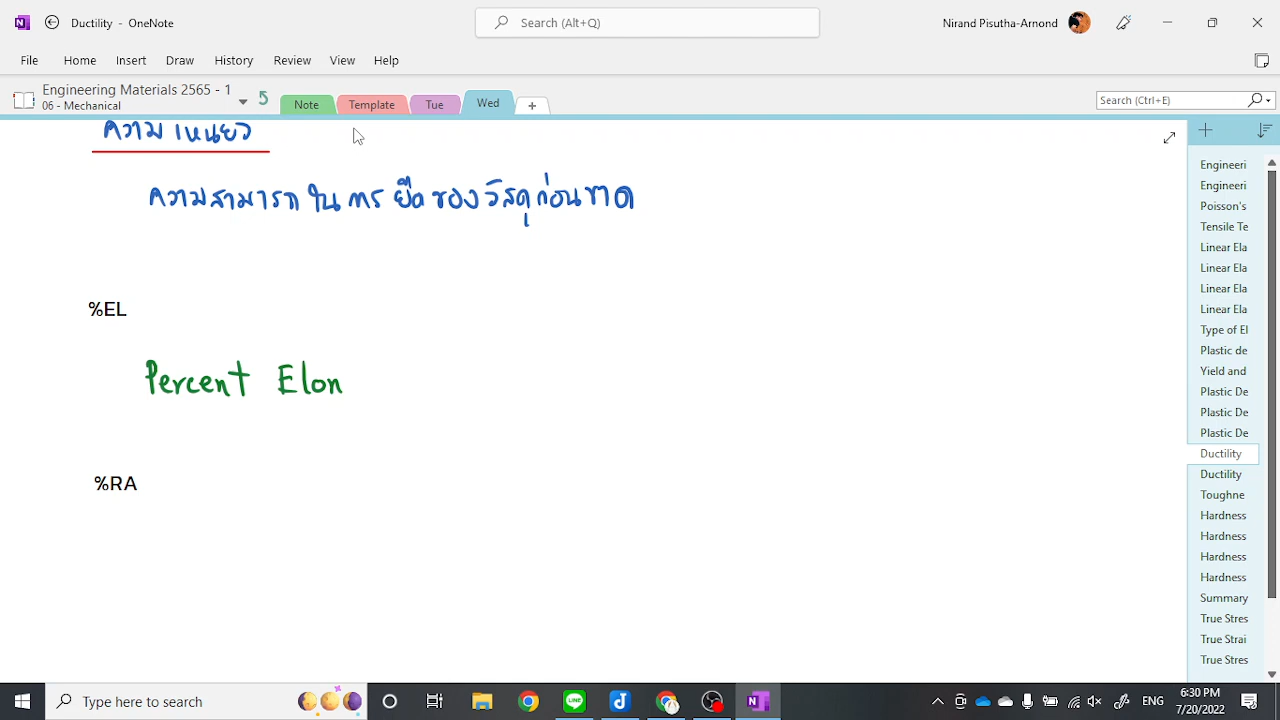 Ductility - OneNote
Search (Alt+Q)
Nirand Pisutha-Arnond
File Home Insert Draw History Review View Help
Engineering Materials 2565 - 1
06 - Mechanical
Note Template Tue Wed +
Search (Ctrl+E)
ความเหนียว
ความสามารถในการยืดของวัสดุก่อนขาด
%EL
Percent Elon
%RA
Engineeri
Engineeri
Poisson's
Tensile Te
Linear Ela
Linear Ela
Linear Ela
Linear Ela
Type of El
Plastic de
Yield and
Plastic De
Plastic De
Plastic De
Ductility
Ductility
Toughne
Hardness
Hardness
Hardness
Hardness
Summary
True Stres
True Strai
True Stres
Type here to search
ENG
6:30 PM
7/20/2022